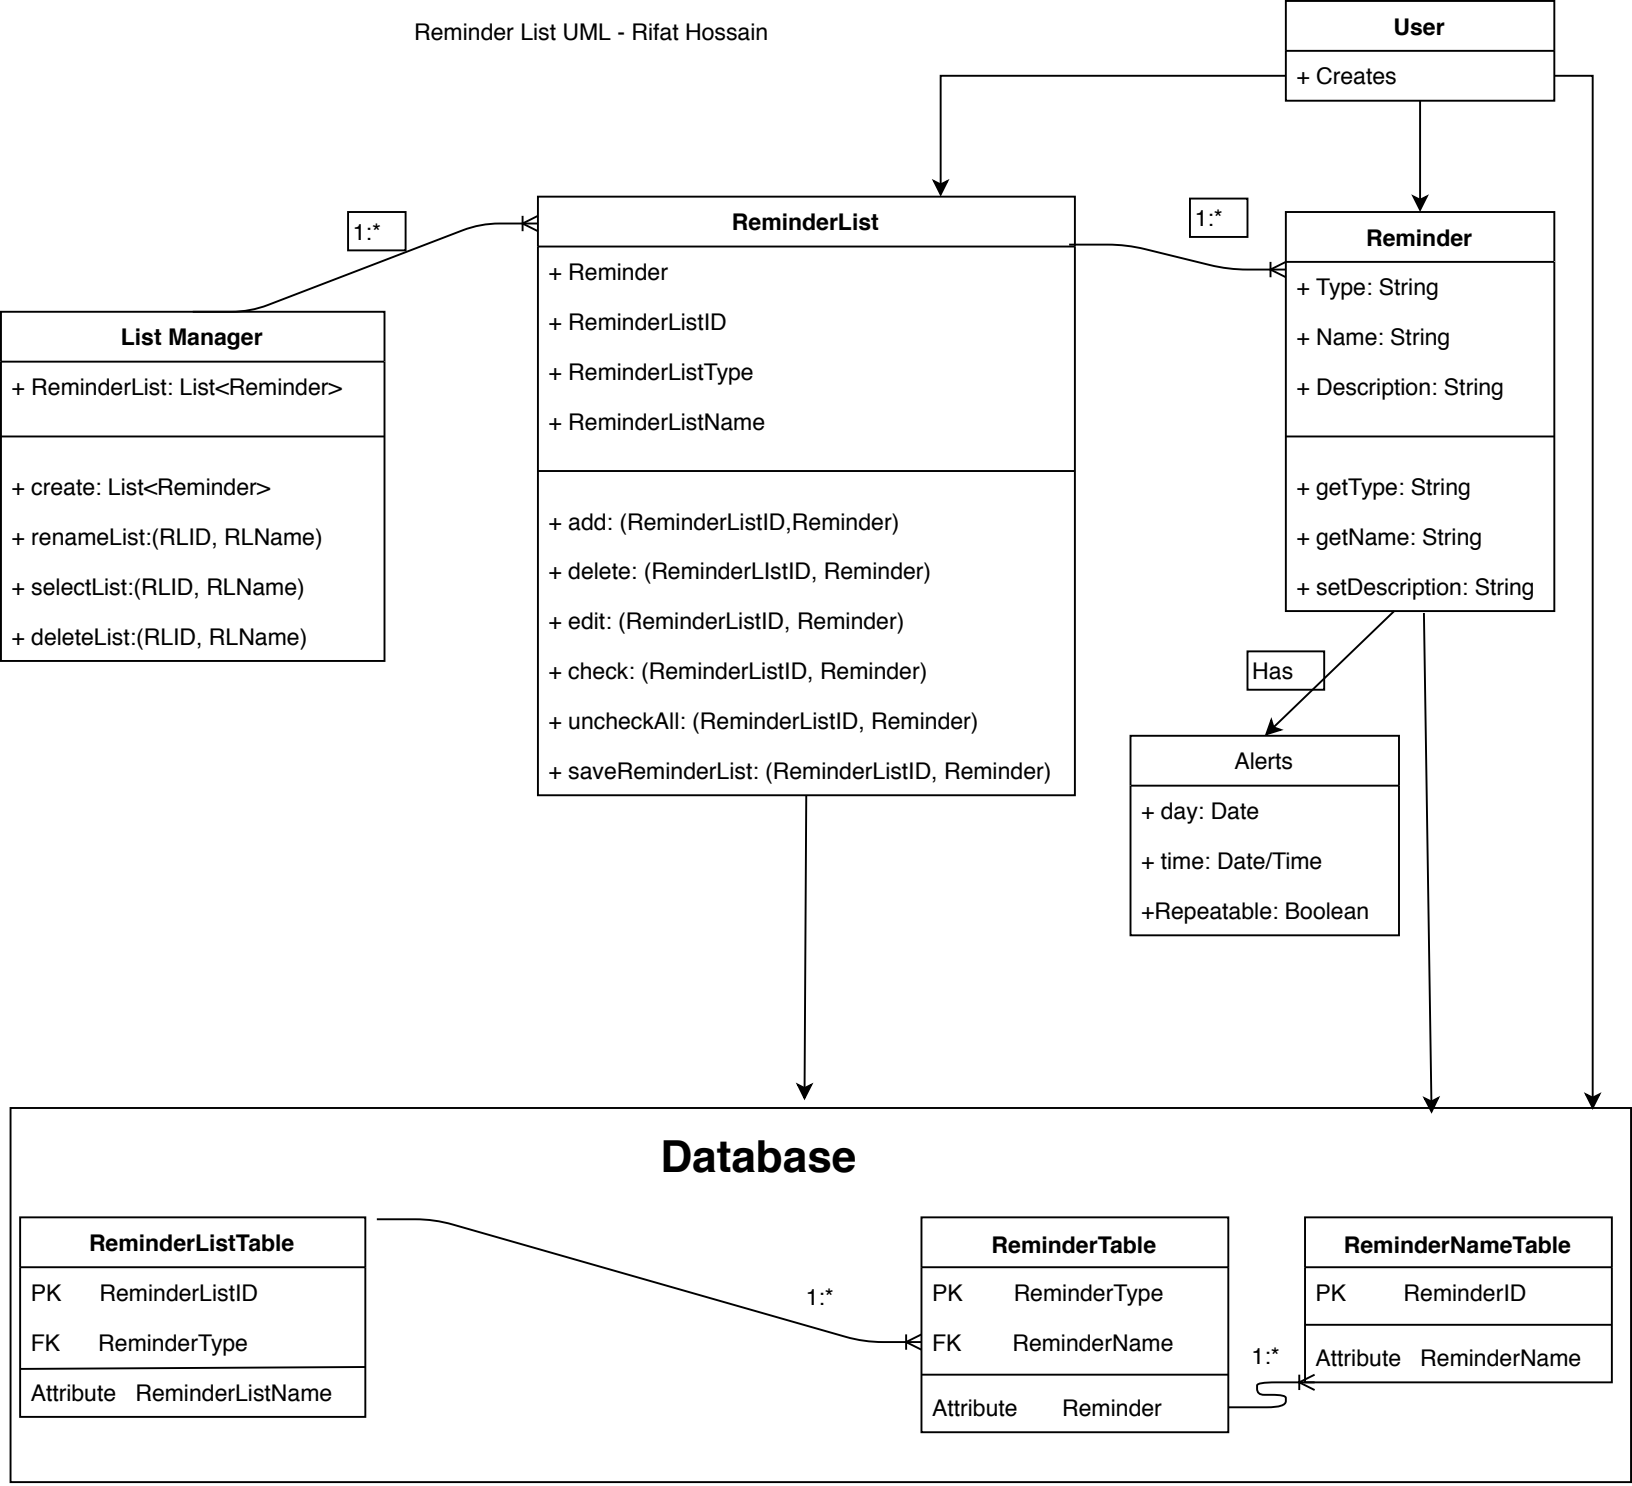 Reminder List UML - Rifat Hossain
User
+ Creates
1:*
List Manager
+ ReminderList: List<Reminder>
+ create: List<Reminder>
+ renameList:(RLID, RLName)
+ selectList:(RLID, RLName)
+ deleteList:(RLID, RLName)
ReminderList
+ Reminder
+ ReminderListID
+ ReminderListType
+ ReminderListName
+ add: (ReminderListID,Reminder)
+ delete: (ReminderLIstID, Reminder)
+ edit: (ReminderListID, Reminder)
+ check: (ReminderListID, Reminder)
+ uncheckAll: (ReminderListID, Reminder)
+ saveReminderList: (ReminderListID, Reminder)
1:*
Reminder
+ Type: String
+ Name: String
+ Description: String
+ getType: String
+ getName: String
+ setDescription: String
Has
Alerts
+ day: Date
+ time: Date/Time
+Repeatable: Boolean
Database
ReminderListTable
PK ReminderListID
FK ReminderType
Attribute ReminderListName
1:*
ReminderTable
PK ReminderType
FK ReminderName
Attribute Reminder
1:*
ReminderNameTable
PK ReminderID
Attribute ReminderName